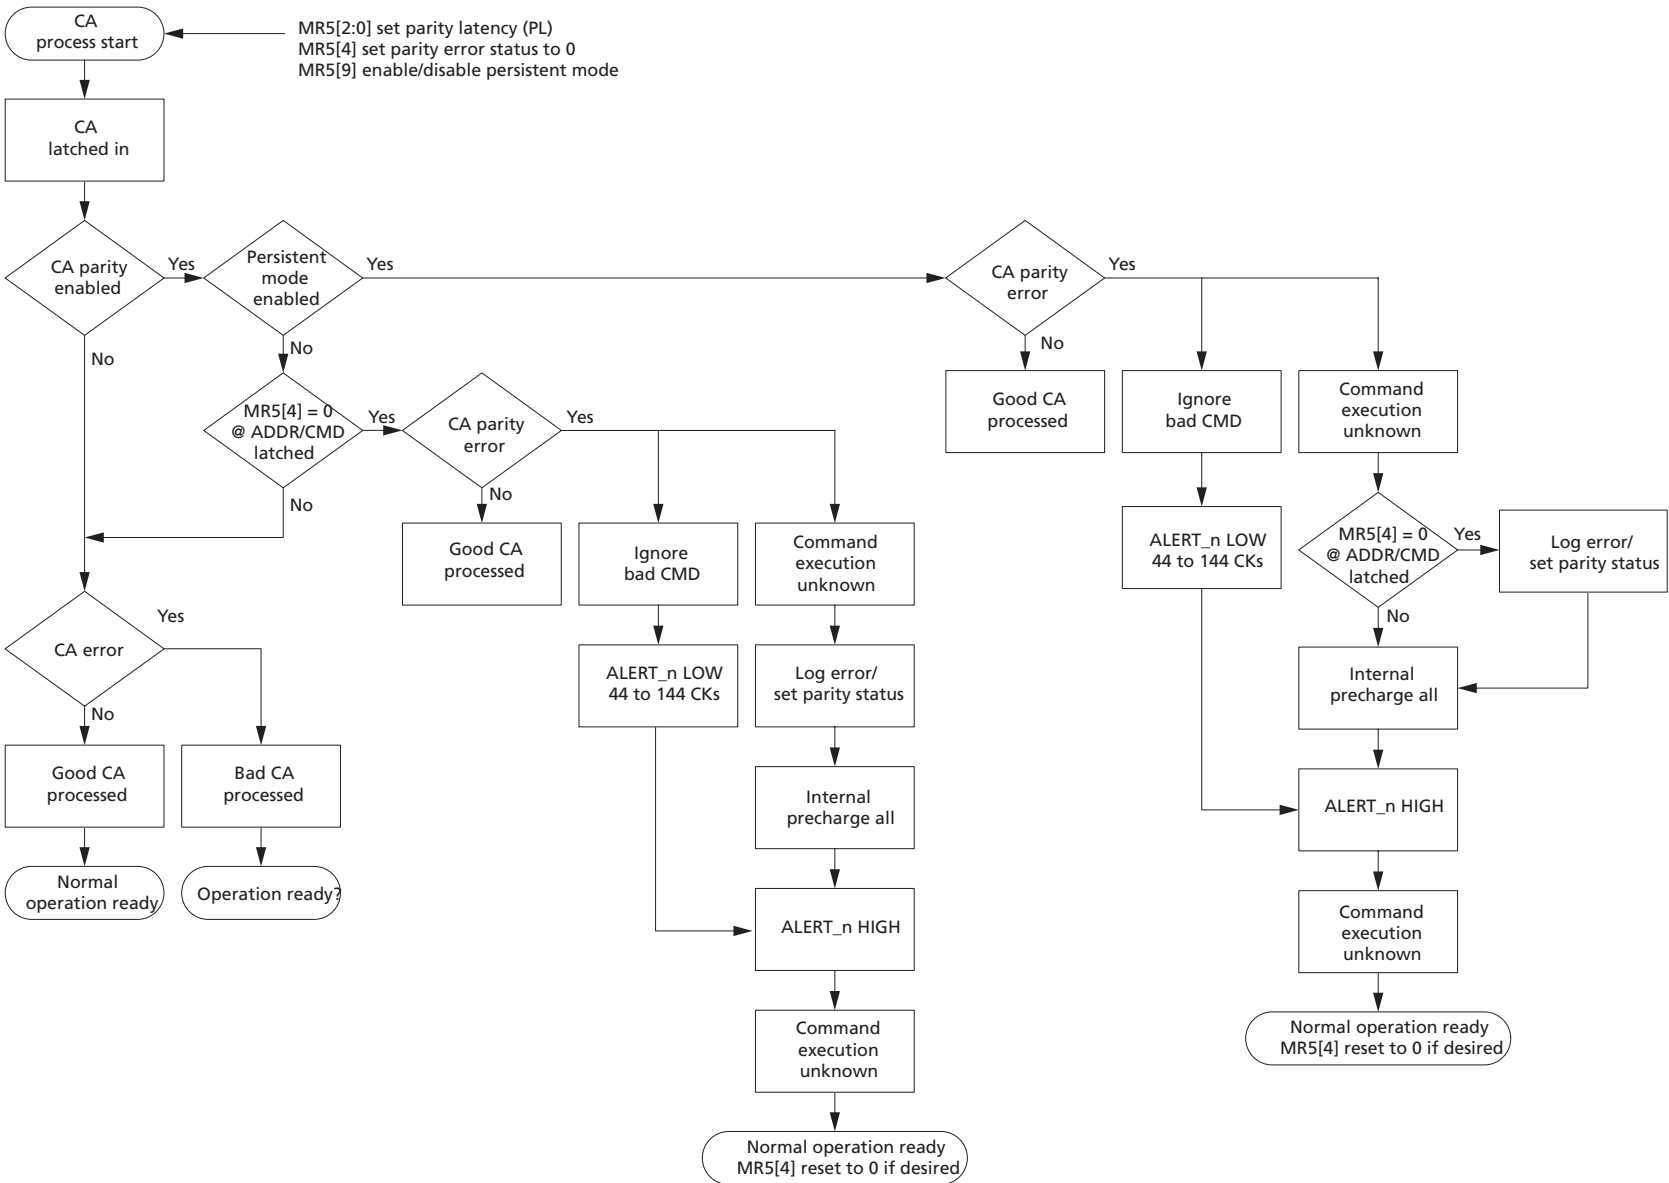 CA
process start
MR5[2:0] set parity latency (PL)
MR5[4] set parity error status to 0
MR5[9] enable/disable persistent mode
CA
latched in
CA parity
enabled
Yes
Persistent
mode
enabled
Yes
CA parity
error
Yes
No
No
No
MR5[4] = 0
@ ADDR/CMD
latched
Yes
CA parity
error
Yes
Good CA
processed
Ignore
bad CMD
Command
execution
unknown
No
No
Good CA
processed
Ignore
bad CMD
Command
execution
unknown
ALERT_n LOW
44 to 144 CKs
MR5[4] = 0
@ ADDR/CMD
latched
Yes
Log error/
set parity status
No
CA error
Yes
No
ALERT_n LOW
44 to 144 CKs
Log error/
set parity status
Internal
precharge all
Good CA
processed
Bad CA
processed
Internal
precharge all
ALERT_n HIGH
Normal
operation ready
Operation ready?
ALERT_n HIGH
Command
execution
unknown
Command
execution
unknown
Normal operation ready
MR5[4] reset to 0 if desired
Normal operation ready
MR5[4] reset to 0 if desired